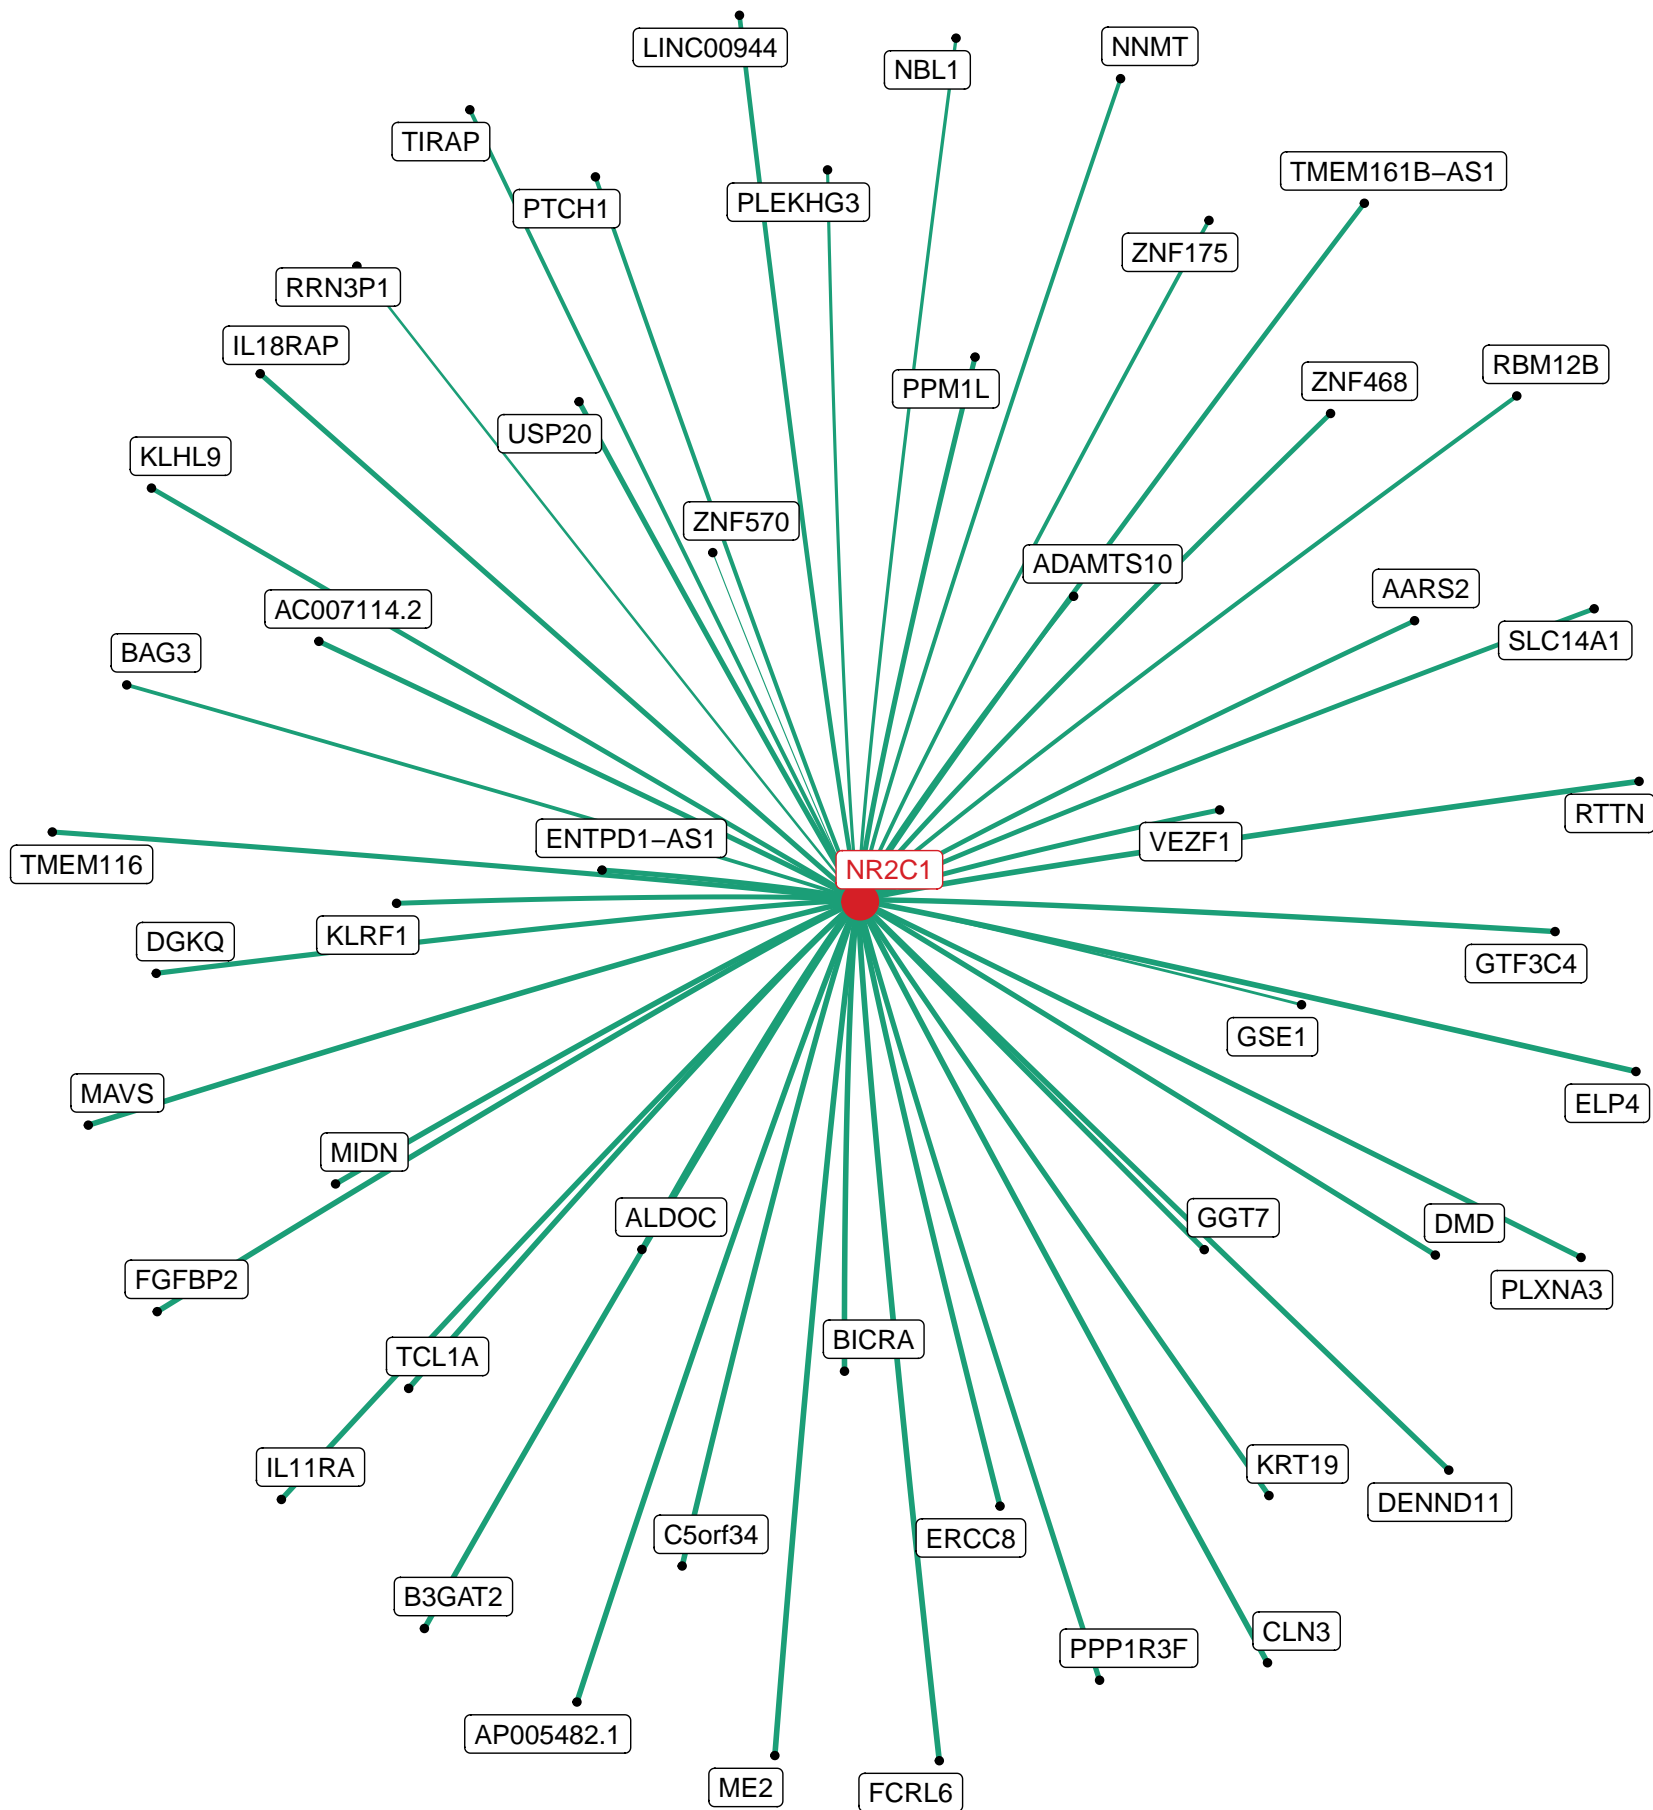 LINC00944
NNMT
NBL1
TIRAP
TMEM161B−AS1
PLEKHG3
PTCH1
ZNF175
RRN3P1
IL18RAP
RBM12B
ZNF468
PPM1L
USP20
KLHL9
ZNF570
ADAMTS10
AARS2
AC007114.2
SLC14A1
BAG3
RTTN
ENTPD1−AS1
VEZF1
TMEM116
NR2C1
KLRF1
DGKQ
GTF3C4
GSE1
MAVS
ELP4
MIDN
ALDOC
GGT7
DMD
FGFBP2
PLXNA3
BICRA
TCL1A
KRT19
IL11RA
DENND11
C5orf34
ERCC8
B3GAT2
CLN3
PPP1R3F
AP005482.1
ME2
FCRL6